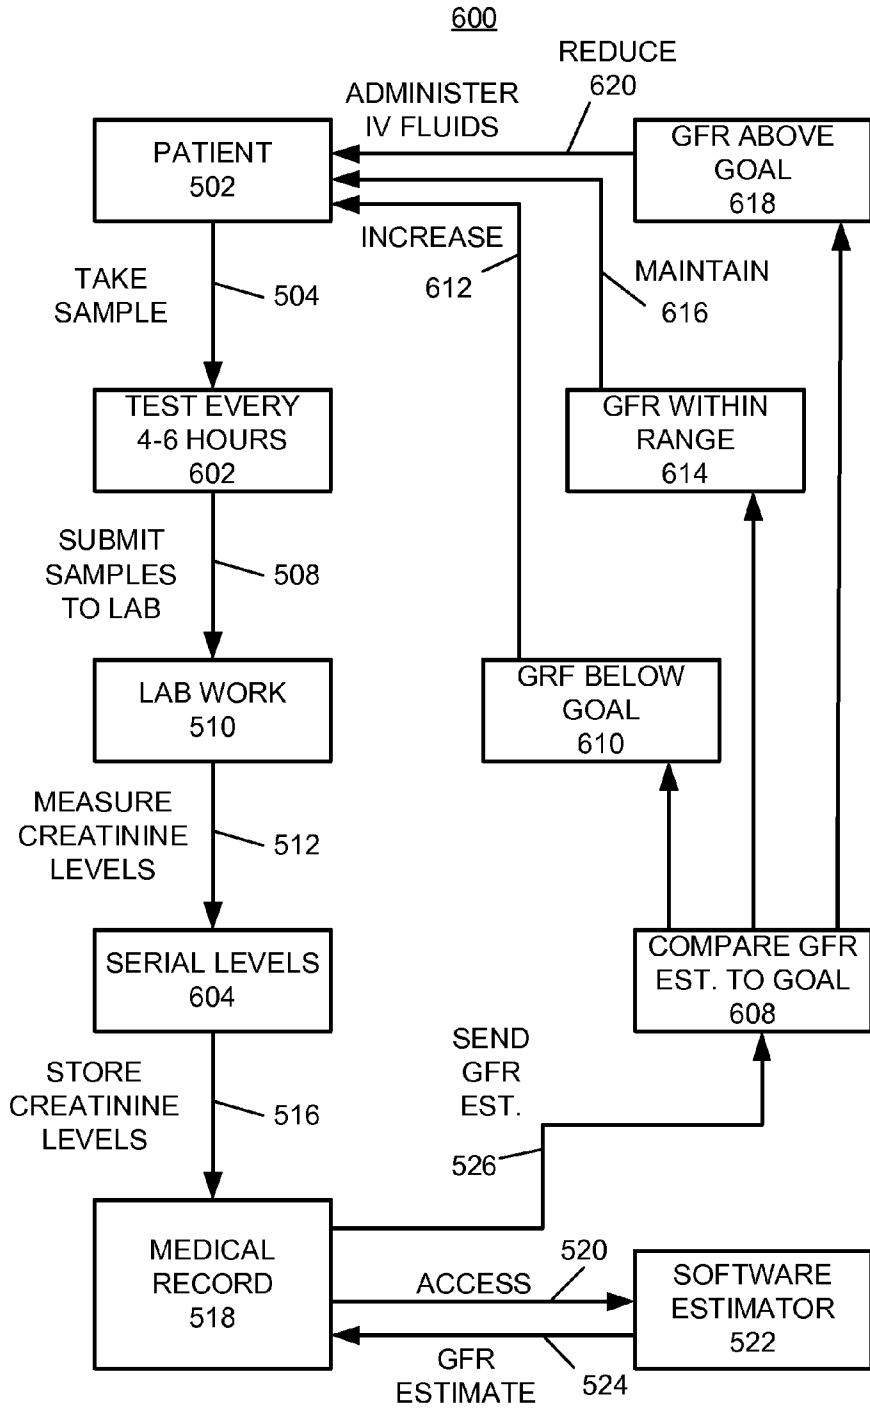 600
REDUCE
620
ADMINISTER
IV FLUIDS
PATIENT
502
GFR ABOVE
GOAL
618
INCREASE
612
MAINTAIN
616
TAKE
SAMPLE
504
TEST EVERY
4-6 HOURS
602
GFR WITHIN
RANGE
614
SUBMIT
SAMPLES
TO LAB
508
LAB WORK
510
GRF BELOW
GOAL
610
MEASURE
CREATININE
LEVELS
512
SERIAL LEVELS
604
COMPARE GFR
EST. TO GOAL
608
STORE
CREATININE
LEVELS
516
SEND
GFR
EST.
526
MEDICAL
RECORD
518
ACCESS
520
SOFTWARE
ESTIMATOR
522
GFR
ESTIMATE
524